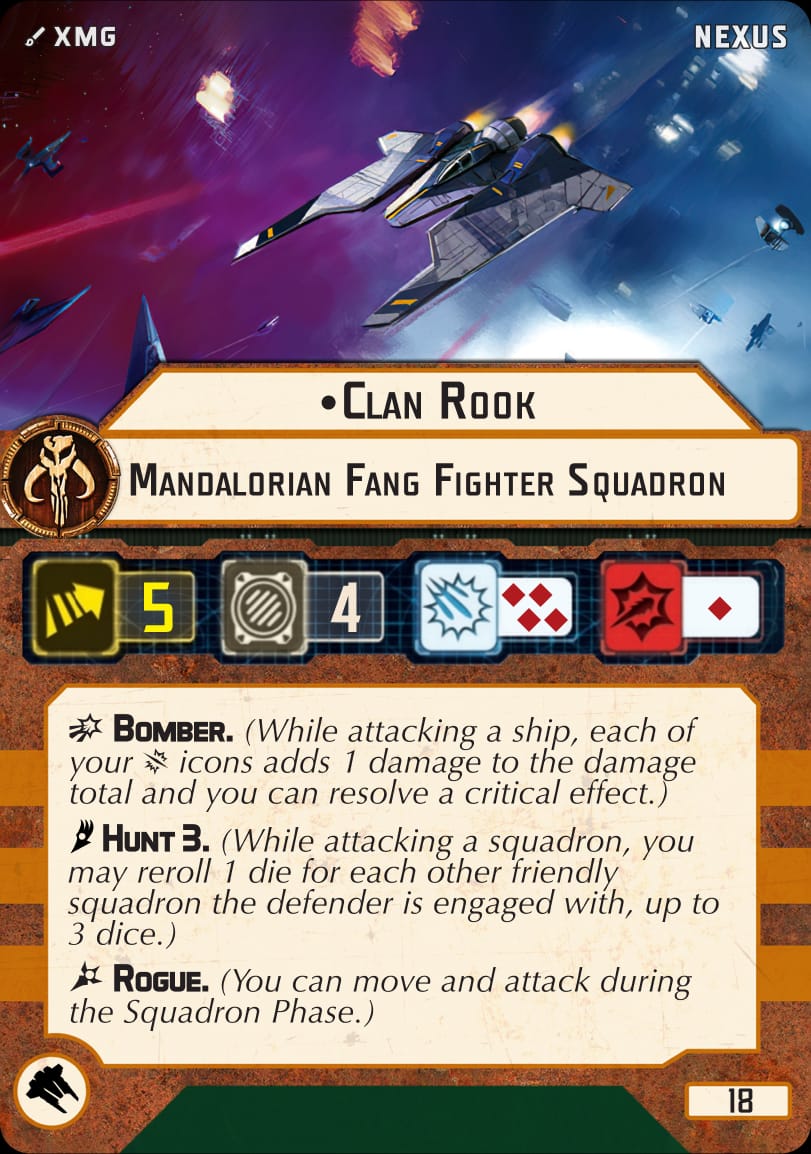 XMG
NEXUS
•Clan Rook
Mandalorian Fang Fighter Squadron
5
4
Bomber. (While attacking a ship, each of
your icons adds 1 damage to the damage
total and you can resolve a critical effect.)
Hunt 3. (While attacking a squadron, you
may reroll 1 die for each other friendly
squadron the defender is engaged with, up to
3 dice.)
Rogue. (You can move and attack during
the Squadron Phase.)
18